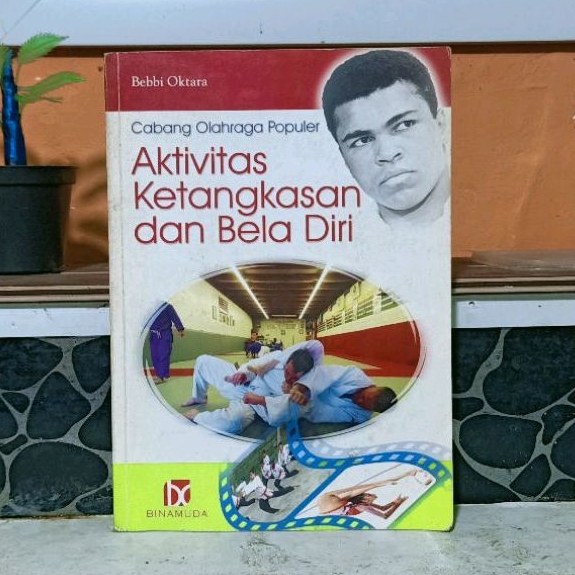 Bebbi Oktara
Cabang Olahraga Populer
Aktivitas
Ketangkasan
dan Bela Diri
BINAMUDA